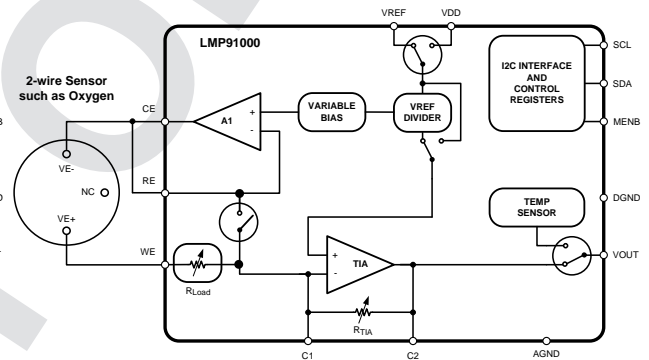 VREF
VDD
LMP91000
SCL
I2C INTERFACE
AND
CONTROL
REGISTERS
2-wire Sensor
such as Oxygen
CE
A1
+
-
VARIABLE
BIAS
VREF
DIVIDER
SDA
MENB
VE-
NC
RE
VE+
TEMP
SENSOR
DGND
WE
+
-
TIA
VOUT
RLoad
RTIA
C1
C2
AGND